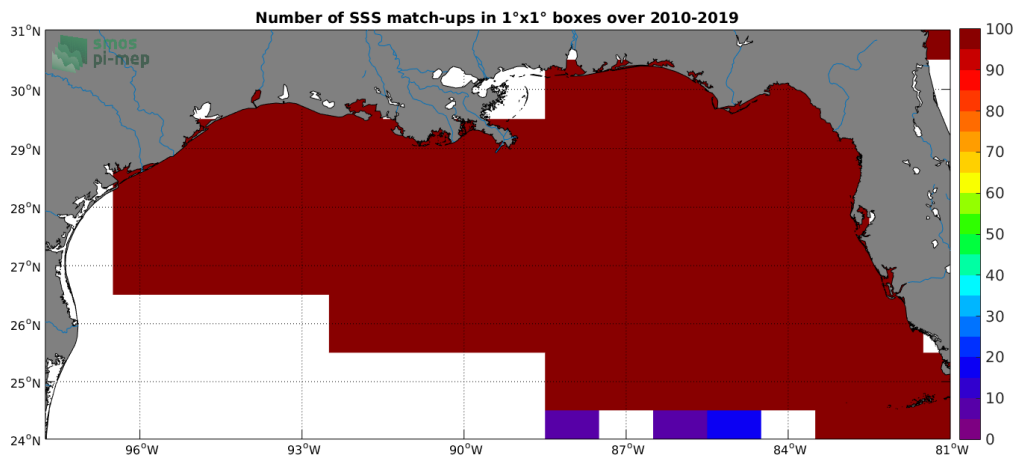 Number of SSS match-ups in 1°x1° boxes over 2010-2019
smos
pi-mep
31°N
30°N
29°N
28°N
27°N
26°N
25°N
24°N
96°W
93°W
90°W
87°W
84°W
81°W
100
90
80
70
60
50
40
30
20
10
0